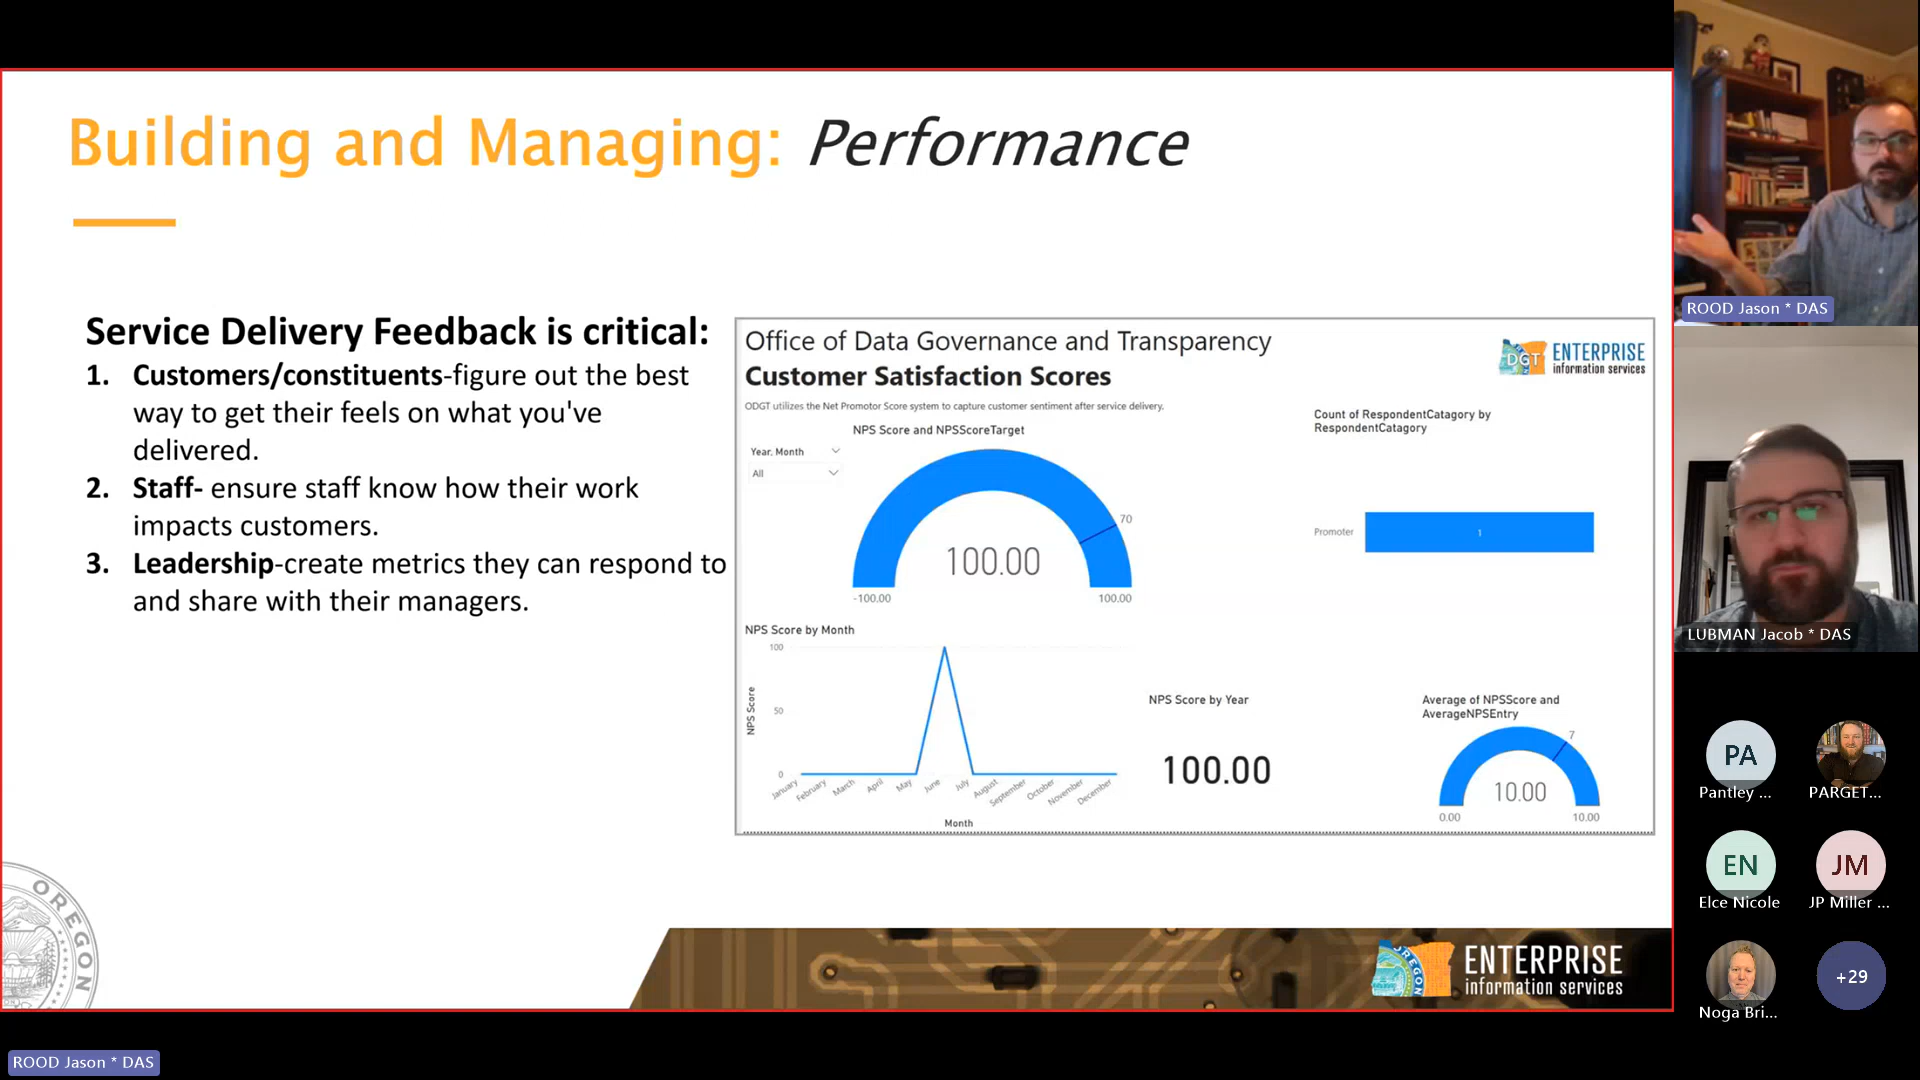 Building and Managing: Performance
Service Delivery Feedback is critical:
1. Customers/constituents-figure out the best
way to get their feels on what you've
delivered.
2. Staff- ensure staff know how their work
impacts customers.
3. Leadership-create metrics they can respond to
and share with their managers.
Office of Data Governance and Transparency
Customer Satisfaction Scores
ODGT utilizes the Net Promotor Score system to capture customer sentiment after service delivery.
DGT
ENTERPRISE
information services
Year, Month
All
NPS Score and NPSScoreTarget
70
100.00
-100.00
100.00
Count of RespondentCatagory by
RespondentCatagory
Promoter
1
NPS Score by Month
NPS Score
100
50
0
January
February
March
April
May
June
July
August
September
October
November
December
Month
NPS Score by Year
100.00
Average of NPSScore and
AverageNPSEntry
7
10.00
0.00
10.00
OREGON
OREGON
ENTERPRISE
information services
ROOD Jason * DAS
LUBMAN Jacob * DAS
PA
Pantley ...
PARGET...
EN
Elce Nicole
JM
JP Miller ...
Noga Bri...
+29
ROOD Jason * DAS